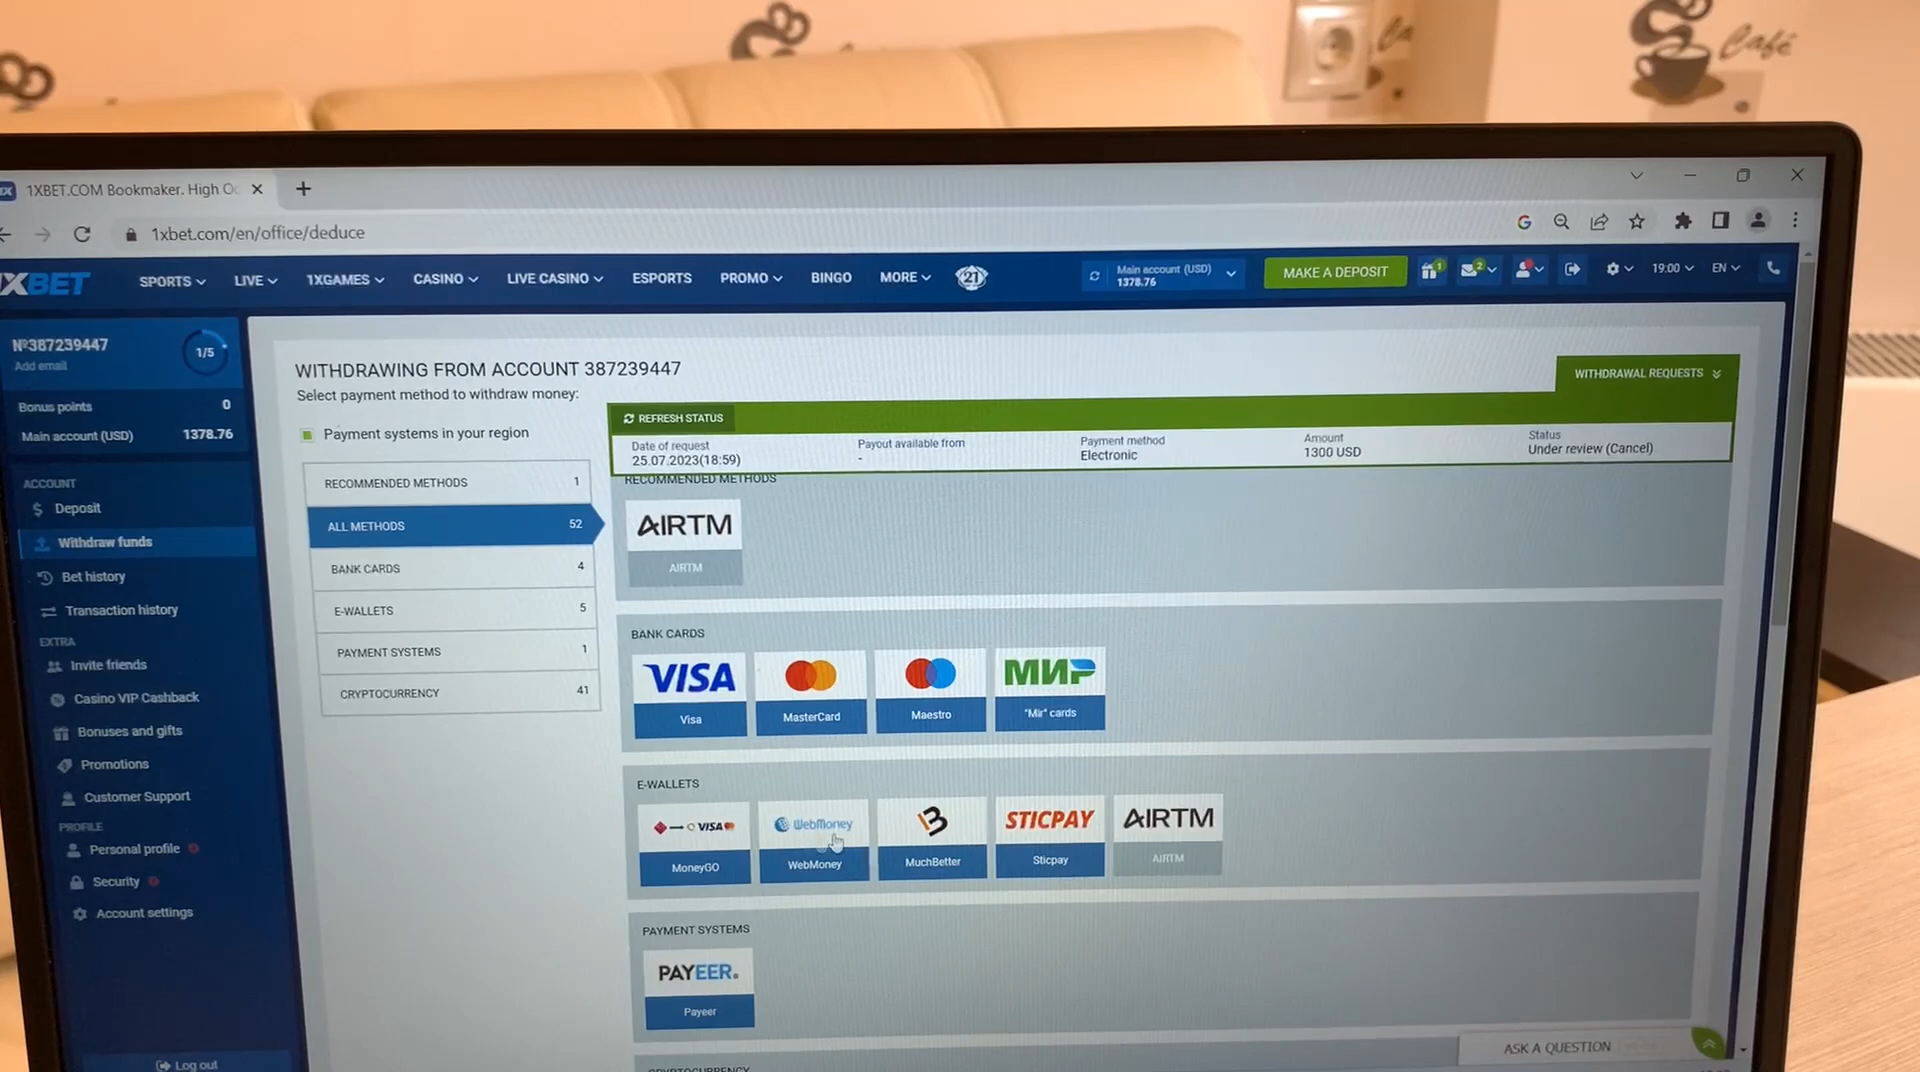 Café
1XBET.COM Bookmaker. High O
1xbet.com/en/office/deduce
1XBET
SPORTS
LIVE
1XGAMES
CASINO
LIVE CASINO
ESPORTS
PROMO
BINGO
MORE
21
Main account (USD)
1378.76
MAKE A DEPOSIT
1
2
19:00
EN
№387239447
Add email
1/5
Bonus points 0
Main account (USD) 1378.76
ACCOUNT
Deposit
Withdraw funds
Bet history
Transaction history
EXTRA
Invite friends
Casino VIP Cashback
Bonuses and gifts
Promotions
Customer Support
PROFILE
Personal profile
Security
Account settings
Log out
WITHDRAWING FROM ACCOUNT 387239447
Select payment method to withdraw money:
Payment systems in your region
RECOMMENDED METHODS 1
ALL METHODS 52
BANK CARDS 4
E-WALLETS 5
PAYMENT SYSTEMS 1
CRYPTOCURRENCY 41
WITHDRAWAL REQUESTS
REFRESH STATUS
Date of request Payout available from Payment method Amount Status
25.07.2023(18:59) - Electronic 1300 USD Under review (Cancel)
RECOMMENDED METHODS
AIRTM
AIRTM
BANK CARDS
VISA
МИР
Visa MasterCard Maestro "Mir" cards
E-WALLETS
VISA WebMoney STICPAY AIRTM
MoneyGO WebMoney MuchBetter Sticpay AIRTM
PAYMENT SYSTEMS
PAYEER
Payeer
CRYPTOCURRENCY
ASK A QUESTION